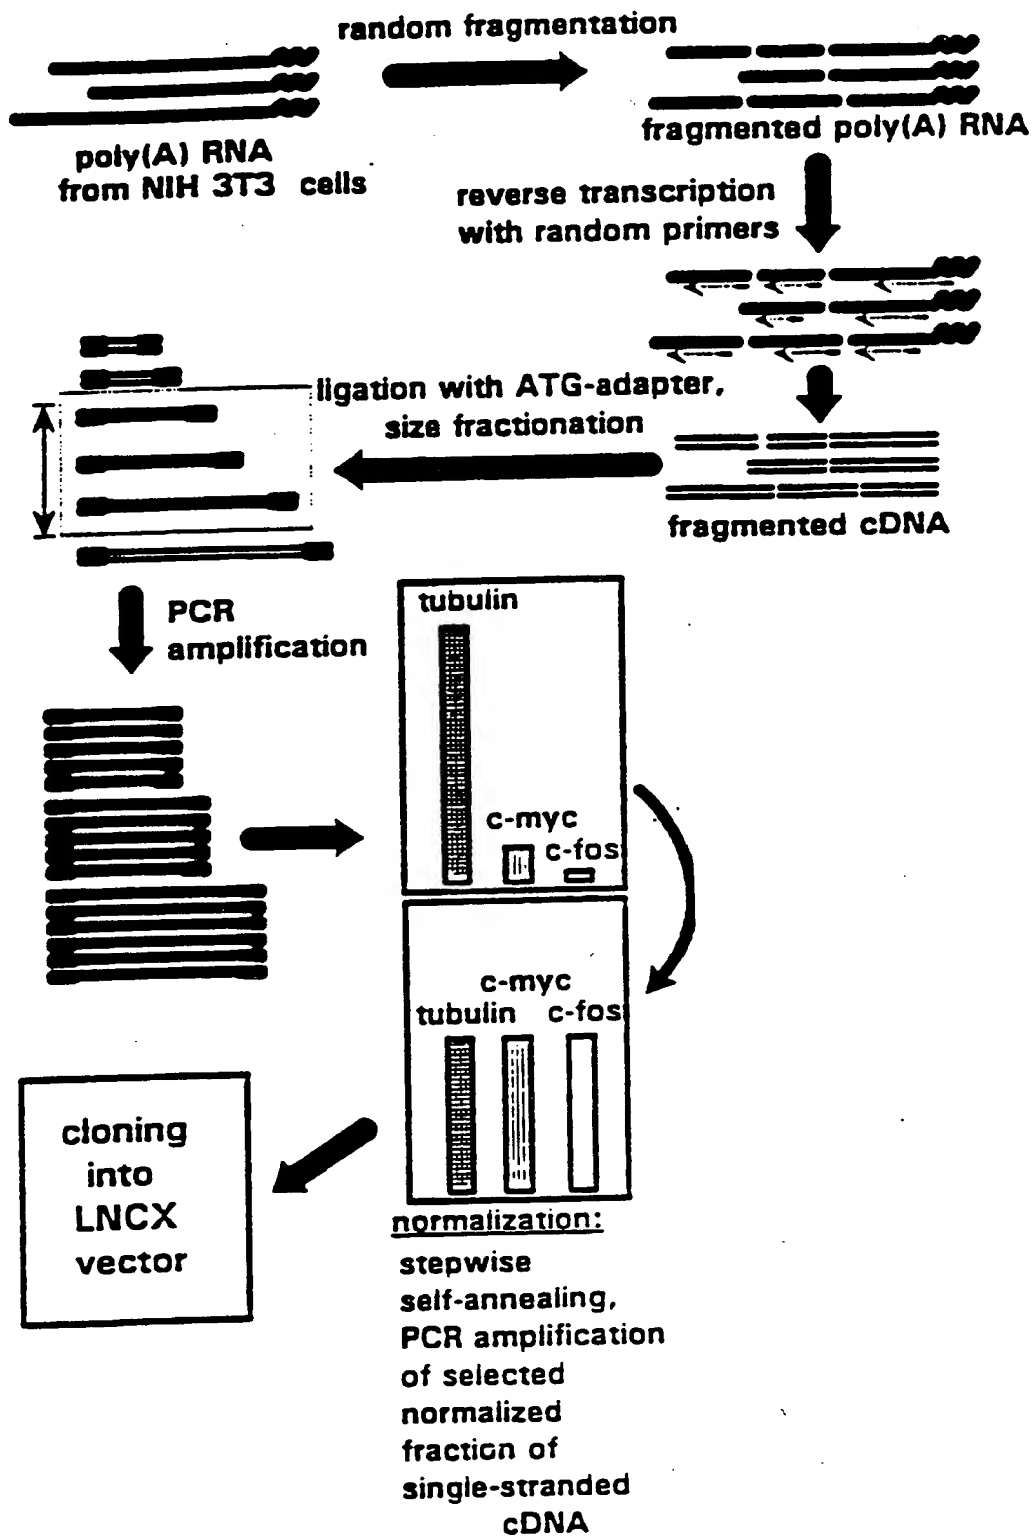 random fragmentation
poly(A) RNA
from NIH 3T3 cells
fragmented poly(A) RNA
reverse transcription
with random primers
ligation with ATG-adapter,
size fractionation
fragmented cDNA
PCR
amplification
tubulin
c-myc
c-fos
c-myc
tubulin c-fos
cloning
into
LNCX
vector
normalization:
stepwise
self-annealing,
PCR amplification
of selected
normalized
fraction of
single-stranded
cDNA